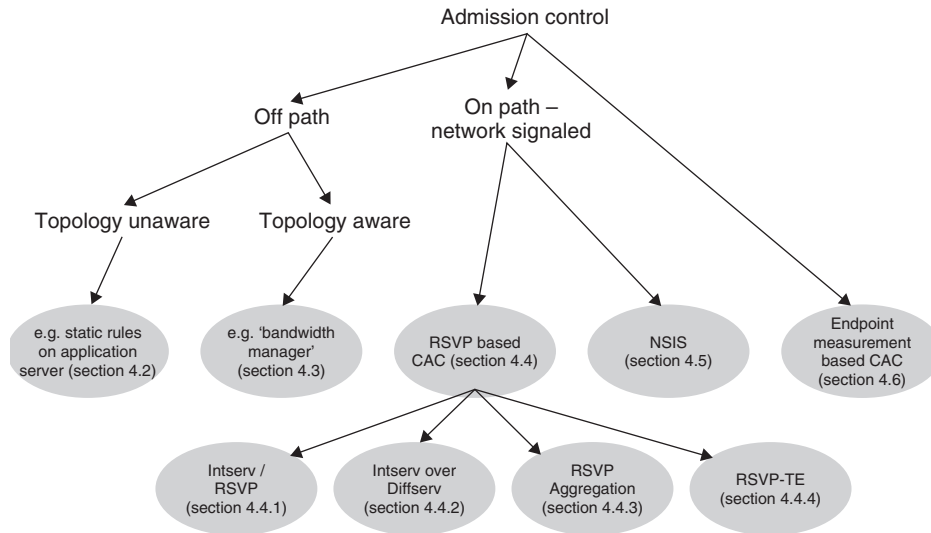 Admission control
Off path
On path –
network signaled
Topology unaware
Topology aware
e.g. static rules
on application
server (section 4.2)
e.g. ‘bandwidth
manager’
(section 4.3)
RSVP based
CAC (section 4.4)
NSIS
(section 4.5)
Endpoint
measurement
based CAC
(section 4.6)
Intserv /
RSVP
(section 4.4.1)
Intserv over
Diffserv
(section 4.4.2)
RSVP
Aggregation
(section 4.4.3)
RSVP-TE
(section 4.4.4)